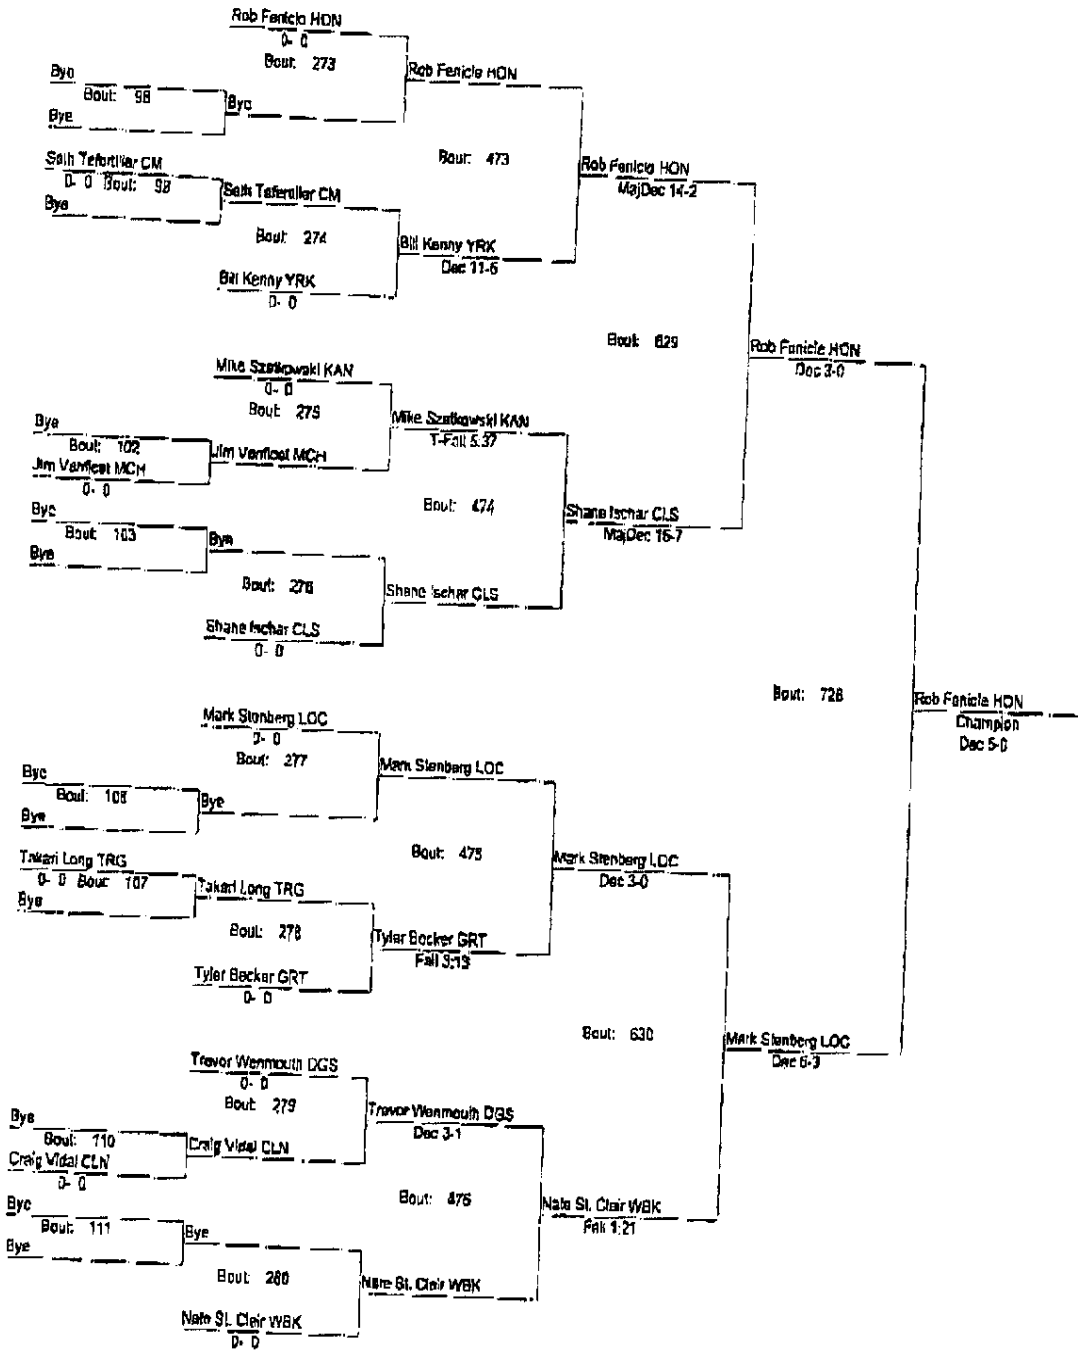 Rob Fenicle HON
0- 0
Bout: 273
Rob Fenicle HON
Bye
Bout: 98
Bye
Bye
Bout: 473
Rob Fenicle HON
MajDec 14-2
Seth Tefertiller CM
0- 0 Bout: 99
Seth Tefertiller CM
Bye
Bout: 274
Bill Kenny YRK
Dec 11-6
Bill Kenny YRK
0- 0
Bout: 629
Rob Fenicle HON
Dec 3-0
Mike Szatkowski KAN
0- 0
Bout: 275
Mike Szatkowski KAN
T-Fall 5:37
Bye
Bout: 102
Jim Vanfleet MCH
Jim Vanfleet MCH
0- 0
Bout: 474
Shane Ischar CLS
MajDec 16-7
Bye
Bout: 103
Bye
Bye
Bout: 276
Shane Ischar CLS
Shane Ischar CLS
0- 0
Bout: 728
Rob Fenicle HON
Champion
Dec 5-0
Mark Stenberg LOC
0- 0
Bout: 277
Mark Stenberg LOC
Bye
Bout: 106
Bye
Bye
Bout: 475
Mark Stenberg LOC
Dec 3-0
Takari Long TRG
0- 0 Bout: 107
Takari Long TRG
Bye
Bout: 278
Tyler Becker GRT
Fall 3:13
Tyler Becker GRT
0- 0
Bout: 630
Mark Stenberg LOC
Dec 6-3
Trevor Wenmouth DGS
0- 0
Bout: 279
Trevor Wenmouth DGS
Dec 3-1
Bye
Bout: 110
Craig Vidal CLN
Craig Vidal CLN
0- 0
Bout: 476
Nate St. Clair WBK
Fall 1:21
Bye
Bout: 111
Bye
Bye
Bout: 280
Nate St. Clair WBK
Nate St. Clair WBK
0- 0